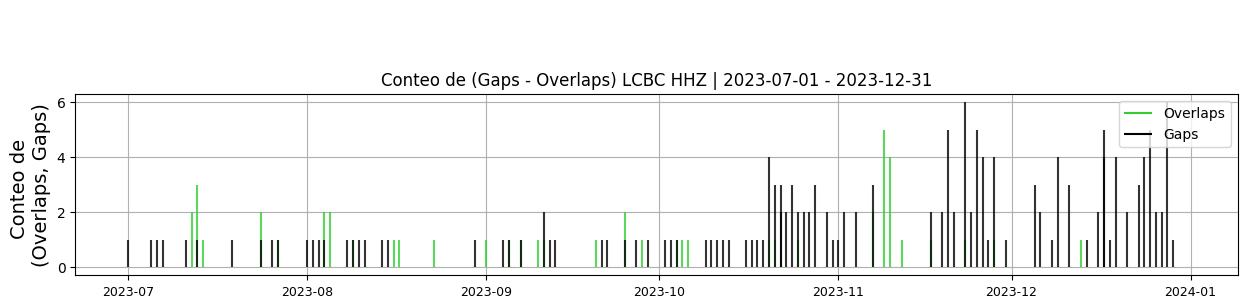 Conteo de (Gaps - Overlaps) LCBC HHZ | 2023-07-01 - 2023-12-31
Conteo de
(Overlaps, Gaps)
6
4
2
0
Overlaps
Gaps
2023-07
2023-08
2023-09
2023-10
2023-11
2023-12
2024-01